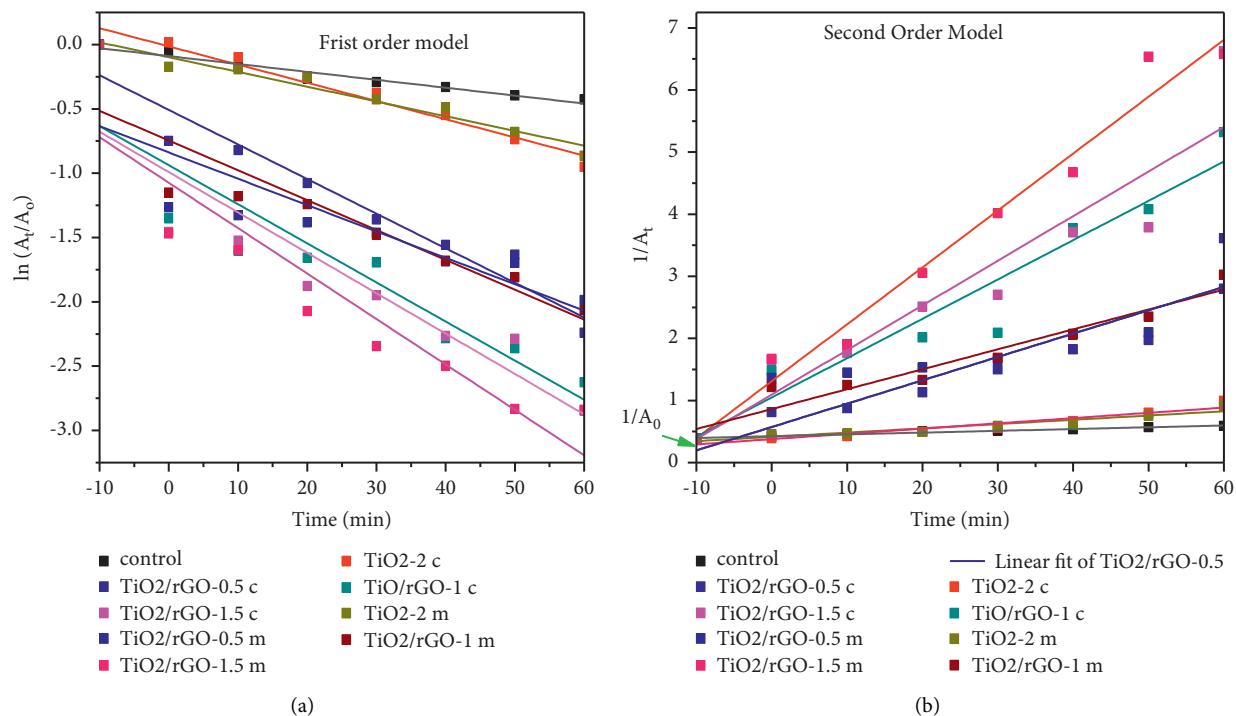 Frist order model
0.0
-0.5
-1.0
-1.5
-2.0
-2.5
-3.0
ln (At/Ao)
-10 0 10 20 30 40 50 60
Time (min)
control
TiO2/rGO-0.5 c
TiO2/rGO-1.5 c
TiO2/rGO-0.5 m
TiO2/rGO-1.5 m
TiO2-2 c
TiO/rGO-1 c
TiO2-2 m
TiO2/rGO-1 m
(a)
Second Order Model
7
6
5
4
3
2
1
0
1/At
1/A0
-10 0 10 20 30 40 50 60
Time (min)
control
TiO2/rGO-0.5 c
TiO2/rGO-1.5 c
TiO2/rGO-0.5 m
TiO2/rGO-1.5 m
Linear fit of TiO2/rGO-0.5
TiO2-2 c
TiO/rGO-1 c
TiO2-2 m
TiO2/rGO-1 m
(b)